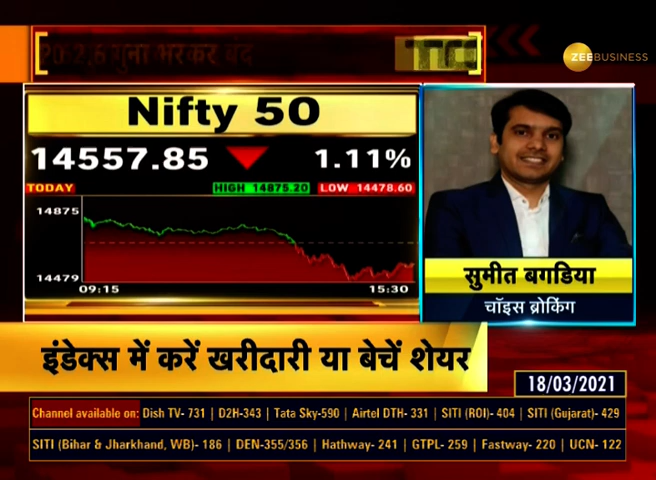 ZEEBUSINESS
Nifty 50
14557.85 1.11%
TODAY HIGH 14875.20 LOW 14478.60
14875
14479
09:15 15:30
सुमीत बगडिया
चॉइस ब्रोकिंग
इंडेक्स में करें खरीदारी या बेचें शेयर
18/03/2021
Channel available on: Dish TV- 731 | D2H-343 | Tata Sky-590 | Airtel DTH- 331 | SITI (ROI)- 404 | SITI (Gujarat)- 429
SITI (Bihar & Jharkhand, WB)- 186 | DEN-355/356 | Hathway- 241 | GTPL- 259 | Fastway- 220 | UCN- 122